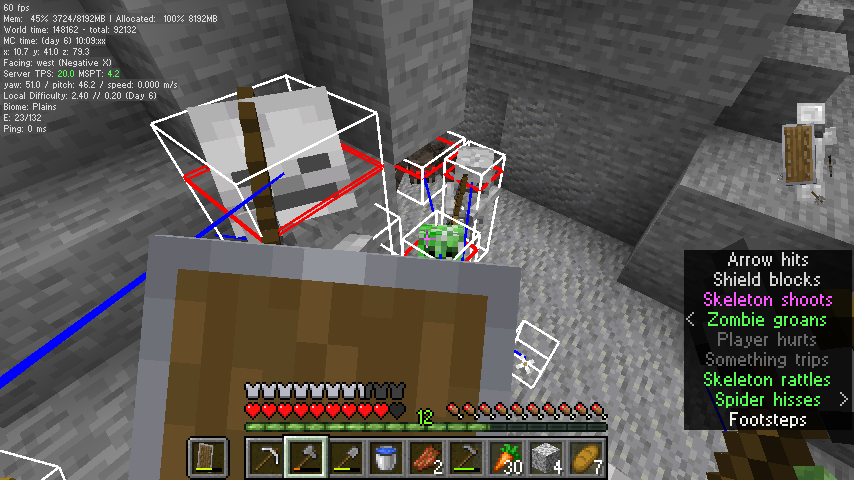 60 fps
Mem: 45% 3724/8192MB | Allocated: 100% 8192MB
World time: 148162 - total: 92132
MC time: (day 6) 10:09:xx
x: 10.7 y: 41.0 z: 79.3
Facing: west (Negative X)
Server TPS: 20.0 MSPT: 4.2
yaw: 51.0 / pitch: 46.2 / speed: 0.000 m/s
Local Difficulty: 2.40 // 0.20 (Day 6)
Biome: Plains
E: 23/132
Ping: 0 ms
Arrow hits
Shield blocks
Skeleton shoots
< Zombie groans
Player hurts
Something trips
Skeleton rattles
Spider hisses >
Footsteps
12
2 30 4 7